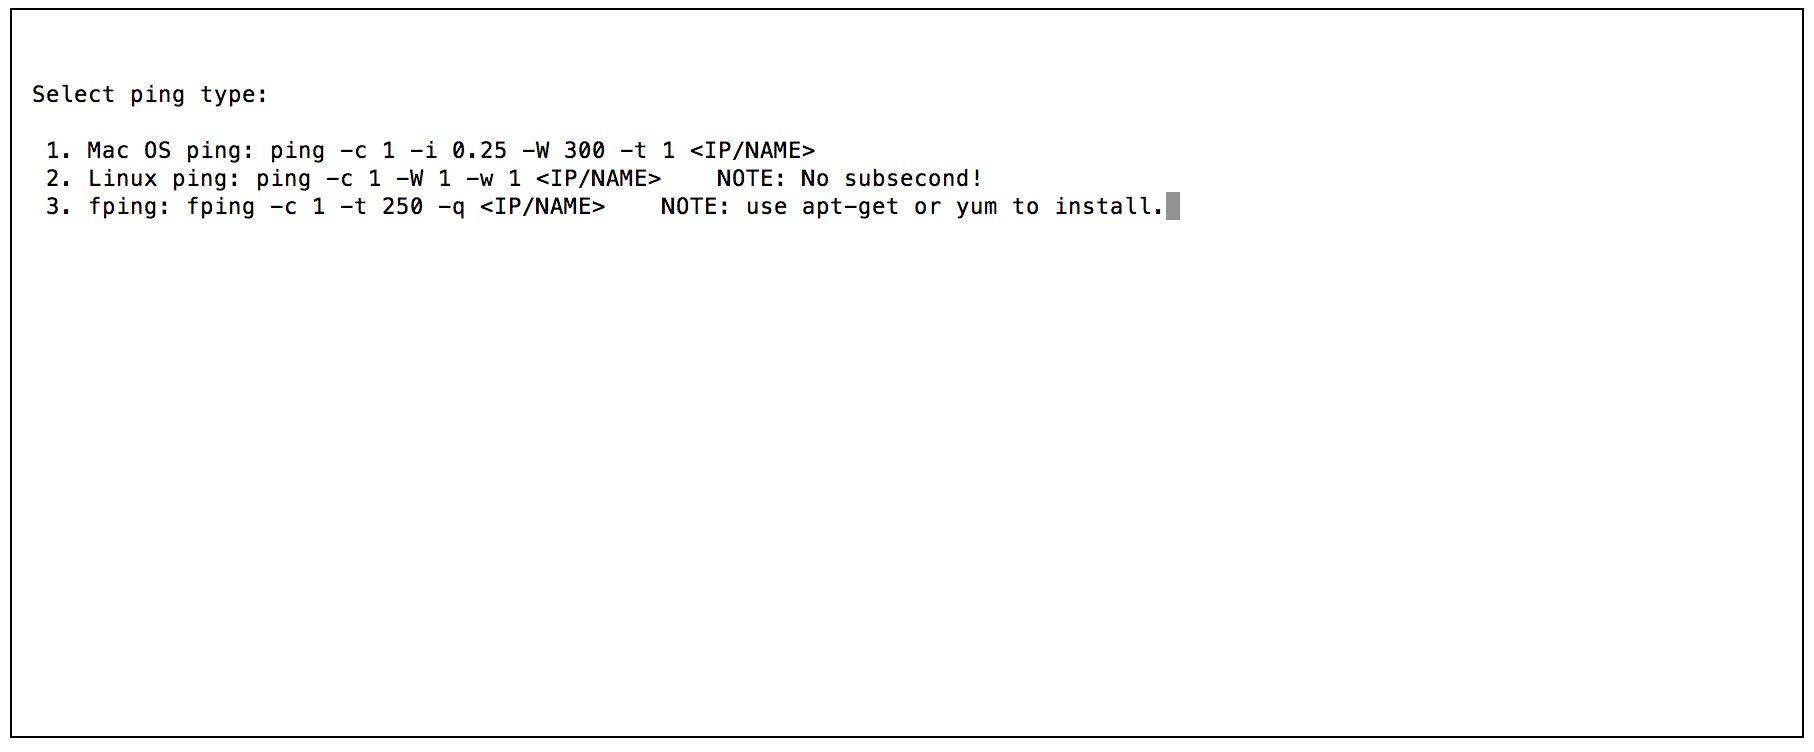 Select ping type:
1. Mac OS ping: ping -c 1 -i 0.25 -W 300 -t 1 <IP/NAME>
2. Linux ping: ping -c 1 -W 1 -w 1 <IP/NAME>    NOTE: No subsecond!
3. fping: fping -c 1 -t 250 -q <IP/NAME>    NOTE: use apt-get or yum to install.